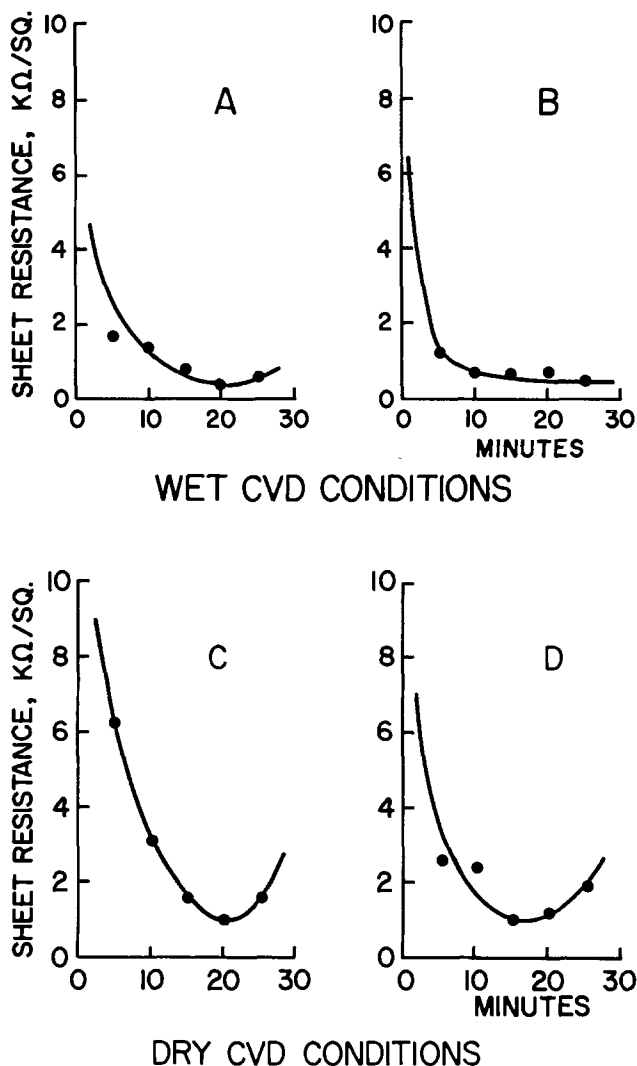 SHEET RESISTANCE, KΩ/SQ.
10
8
6
4
2
0
A
0 10 20 30
10
8
6
4
2
0
B
0 10 20 30
MINUTES
WET CVD CONDITIONS
SHEET RESISTANCE, KΩ/SQ.
10
8
6
4
2
0
C
0 10 20 30
10
8
6
4
2
0
D
0 10 20 30
MINUTES
DRY CVD CONDITIONS